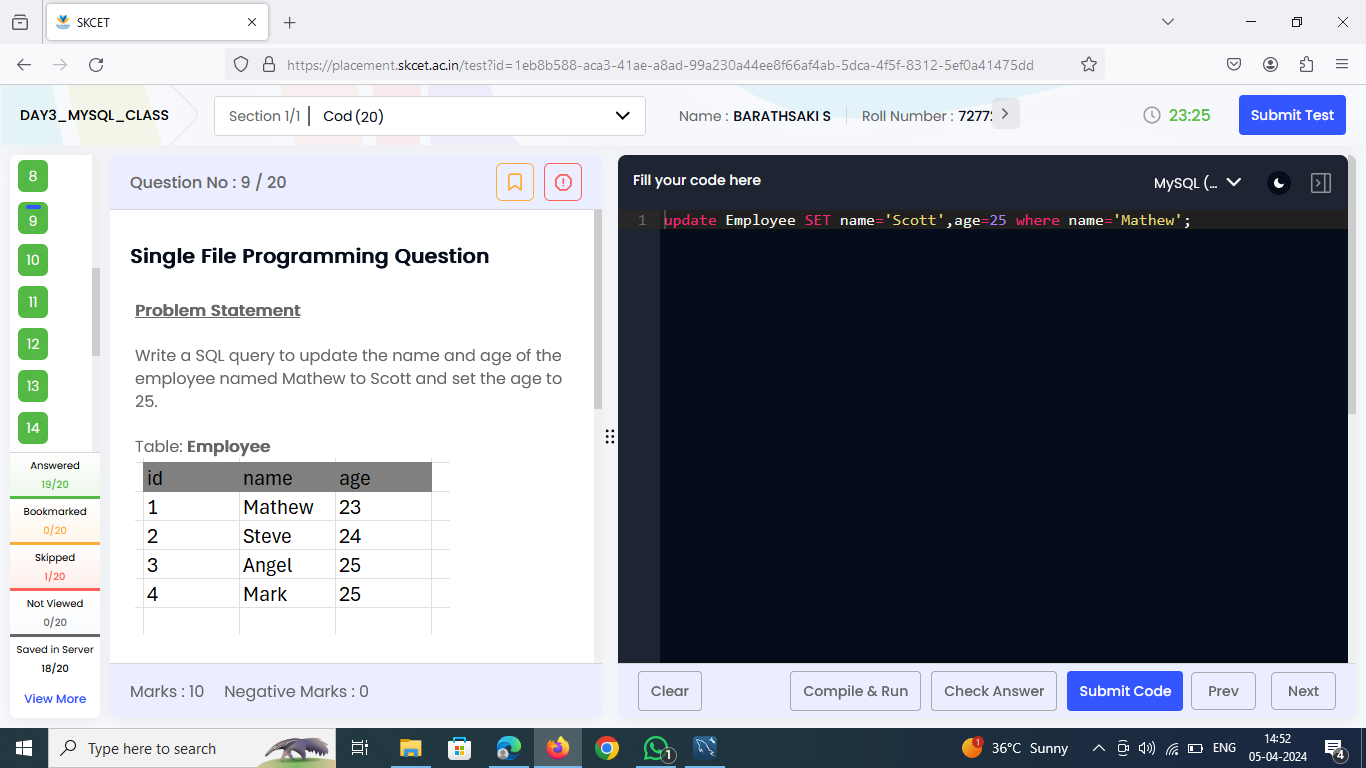 SKCET
https://placement.skcet.ac.in/test?id=1eb8b588-aca3-41ae-a8ad-99a230a44ee8f66af4ab-5dca-4f5f-8312-5ef0a41475dd
DAY3_MYSQL_CLASS
Section 1/1 | Cod (20)
Name : BARATHSAKI S
Roll Number :
23:25
Submit Test
8
9
10
11
12
13
14
Answered
19/20
Bookmarked
0/20
Skipped
1/20
Not Viewed
0/20
Saved in Server
18/20
View More
Question No : 9 / 20
Single File Programming Question
Problem Statement
Write a SQL query to update the name and age of the
employee named Mathew to Scott and set the age to
25.
Table: Employee
id name age
1 Mathew 23
2 Steve 24
3 Angel 25
4 Mark 25
Marks : 10 Negative Marks : 0
Fill your code here
MySQL (...
1 update Employee SET name='Scott',age=25 where name='Mathew';
Clear
Compile & Run
Check Answer
Submit Code
Prev
Next
Type here to search
1
1
36°C Sunny
ENG
14:52
05-04-2024
4